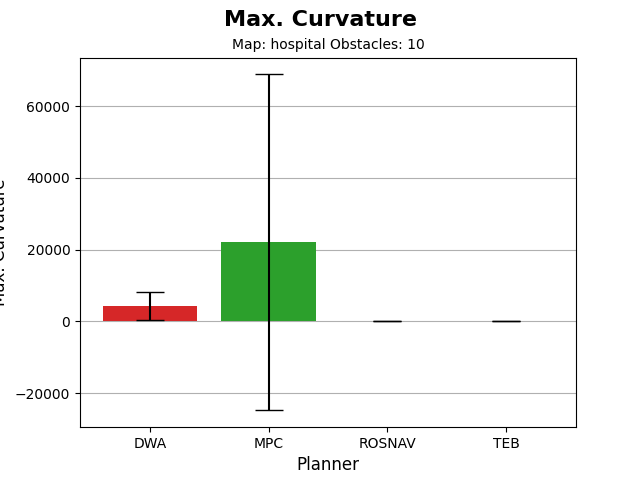 Max. Curvature
Map: hospital Obstacles: 10
Max. Curvature
60000
40000
20000
0
−20000
DWA MPC ROSNAV TEB
Planner